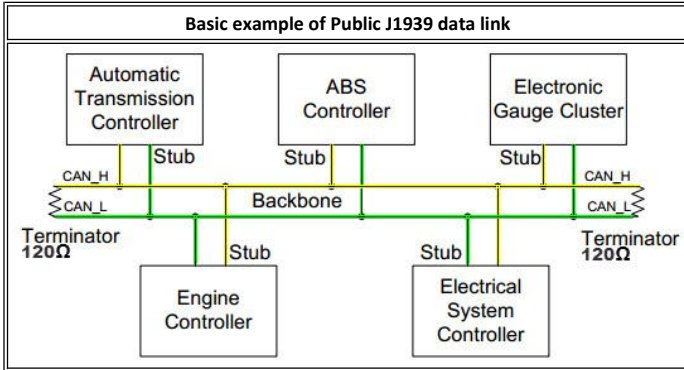 Basic example of Public J1939 data link
Automatic
Transmission
Controller
ABS
Controller
Electronic
Gauge Cluster
Stub
Stub
Stub
CAN_H
CAN_H
CAN_L
Backbone
CAN_L
Terminator
120Ω
Stub
Stub
Terminator
120Ω
Engine
Controller
Electrical
System
Controller